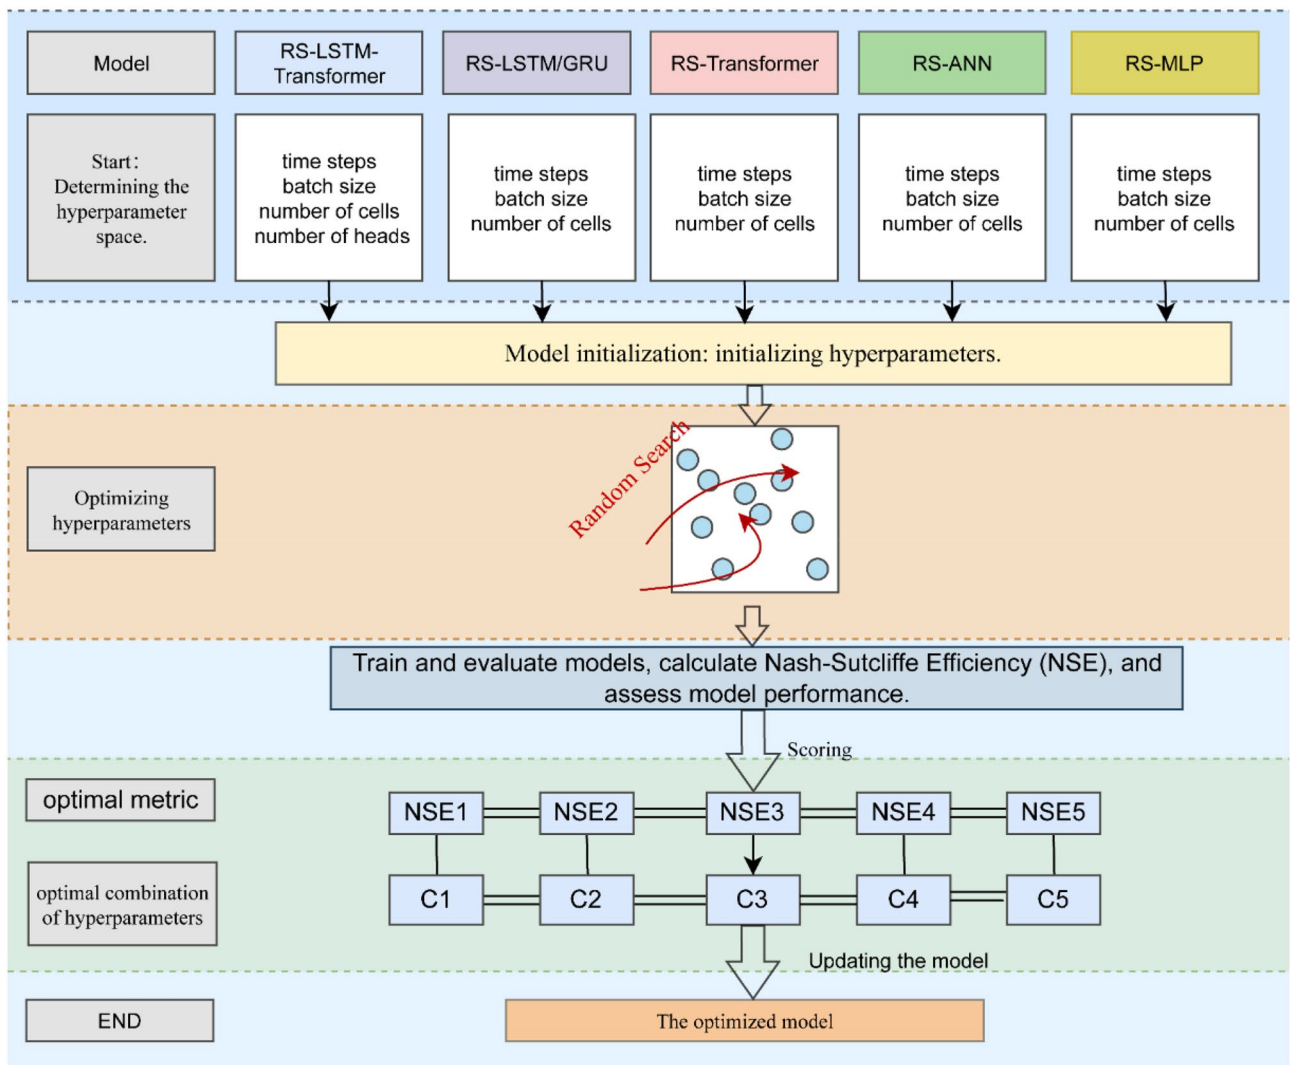 Model
RS-LSTM-
Transformer
RS-LSTM/GRU
RS-Transformer
RS-ANN
RS-MLP
Start:
Determining the
hyperparameter
space.
time steps
batch size
number of cells
number of heads
time steps
batch size
number of cells
time steps
batch size
number of cells
time steps
batch size
number of cells
time steps
batch size
number of cells
Model initialization: initializing hyperparameters.
Optimizing
hyperparameters
Random Search
Train and evaluate models, calculate Nash-Sutcliffe Efficiency (NSE), and
assess model performance.
Scoring
optimal metric
NSE1
NSE2
NSE3
NSE4
NSE5
optimal combination
of hyperparameters
C1
C2
C3
C4
C5
Updating the model
END
The optimized model